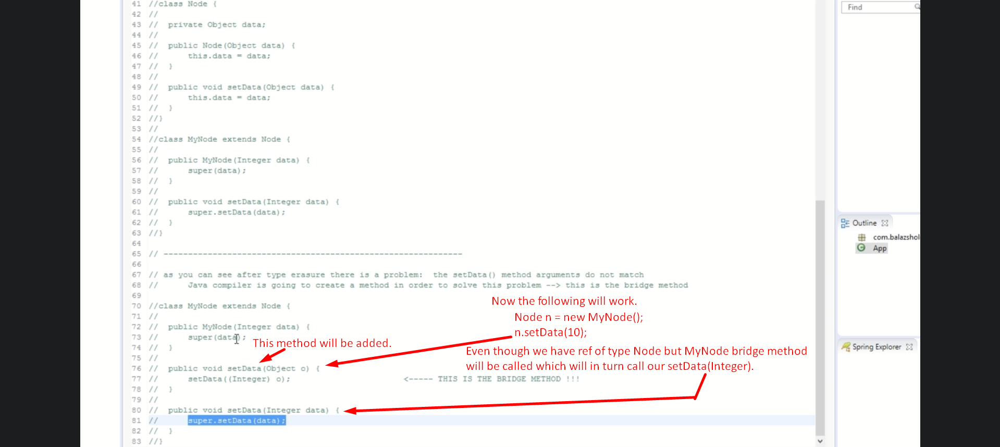 41 //class Node {
42 //
43 // private Object data;
44 //
45 // public Node(Object data) {
46 // this.data = data;
47 // }
48 //
49 // public void setData(Object data) {
50 // this.data = data;
51 // }
52 //}
53 //
54 //class MyNode extends Node {
55 //
56 // public MyNode(Integer data) {
57 // super(data);
58 // }
59 //
60 // public void setData(Integer data) {
61 // super.setData(data);
62 // }
63 //}
64
65 // -------------------------------------------------------------
66
67 // as you can see after type erasure there is a problem: the setData() method arguments do not match
68 // Java compiler is going to create a method in order to solve this problem --> this is the bridge method
69
70 //class MyNode extends Node {
71 //
72 // public MyNode(Integer data) {
73 // super(data);
74 // }
75 //
76 // public void setData(Object o) {
77 // setData((Integer) o); <----- THIS IS THE BRIDGE METHOD !!!
78 // }
79 //
80 // public void setData(Integer data) {
81 // super.setData(data);
82 // }
83 //}
This method will be added.
Now the following will work.
Node n = new MyNode();
n.setData(10);
Even though we have ref of type Node but MyNode bridge method
will be called which will in turn call our setData(Integer).
Find
Outline
com.balazshol
App
Spring Explorer